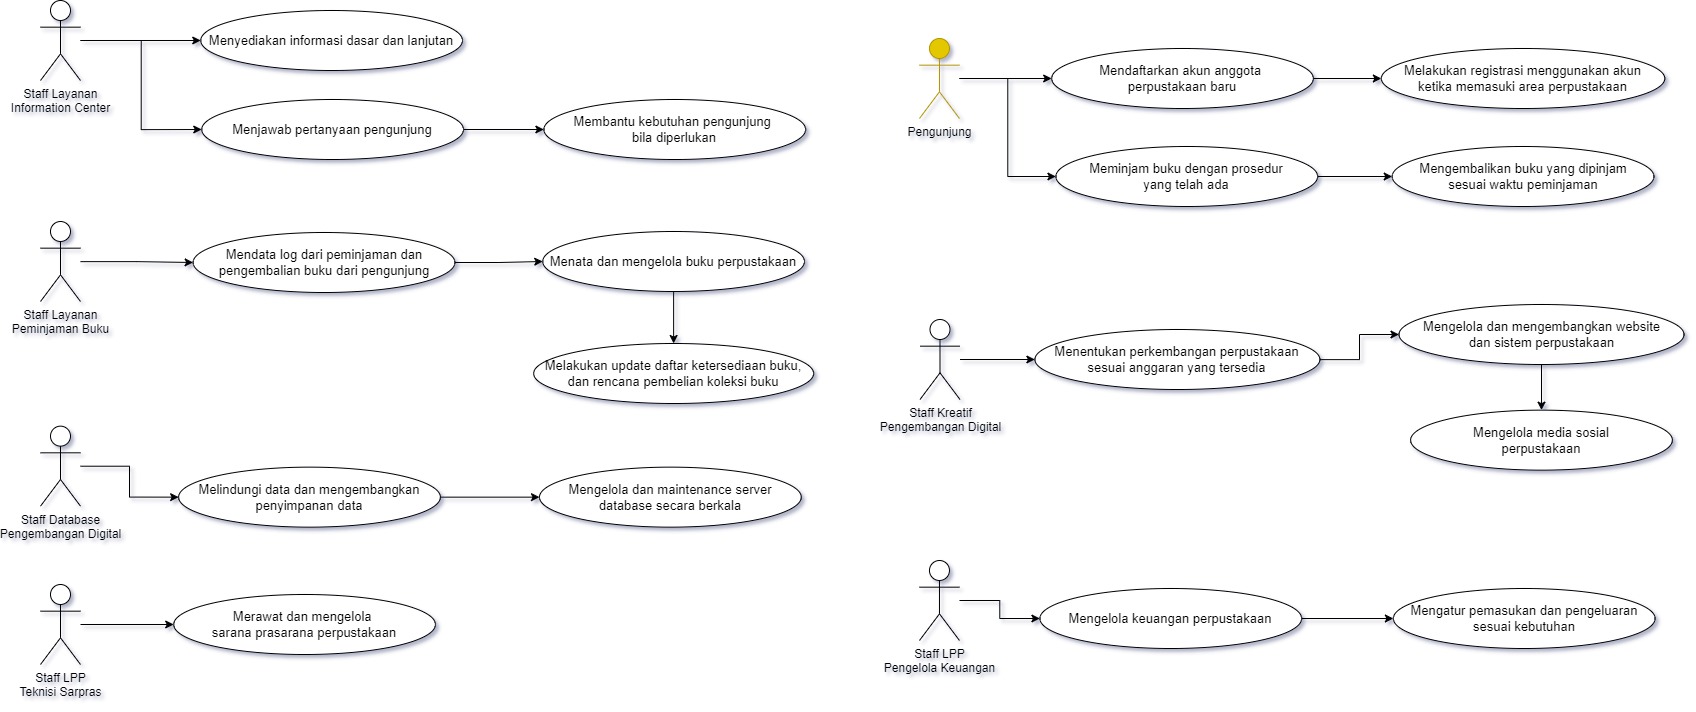 Menyediakan informasi dasar dan lanjutan
Staff Layanan
Information Center
Menjawab pertanyaan pengunjung
Membantu kebutuhan pengunjung
bila diperlukan
Mendata log dari peminjaman dan
pengembalian buku dari pengunjung
Menata dan mengelola buku perpustakaan
Staff Layanan
Peminjaman Buku
Melakukan update daftar ketersediaan buku,
dan rencana pembelian koleksi buku
Melindungi data dan mengembangkan
penyimpanan data
Mengelola dan maintenance server
database secara berkala
Staff Database
Pengembangan Digital
Merawat dan mengelola
sarana prasarana perpustakaan
Staff LPP
Teknisi Sarpras
Mendaftarkan akun anggota
perpustakaan baru
Melakukan registrasi menggunakan akun
ketika memasuki area perpustakaan
Pengunjung
Meminjam buku dengan prosedur
yang telah ada
Mengembalikan buku yang dipinjam
sesuai waktu peminjaman
Mengelola dan mengembangkan website
dan sistem perpustakaan
Menentukan perkembangan perpustakaan
sesuai anggaran yang tersedia
Staff Kreatif
Pengembangan Digital
Mengelola media sosial
perpustakaan
Mengelola keuangan perpustakaan
Mengatur pemasukan dan pengeluaran
sesuai kebutuhan
Staff LPP
Pengelola Keuangan